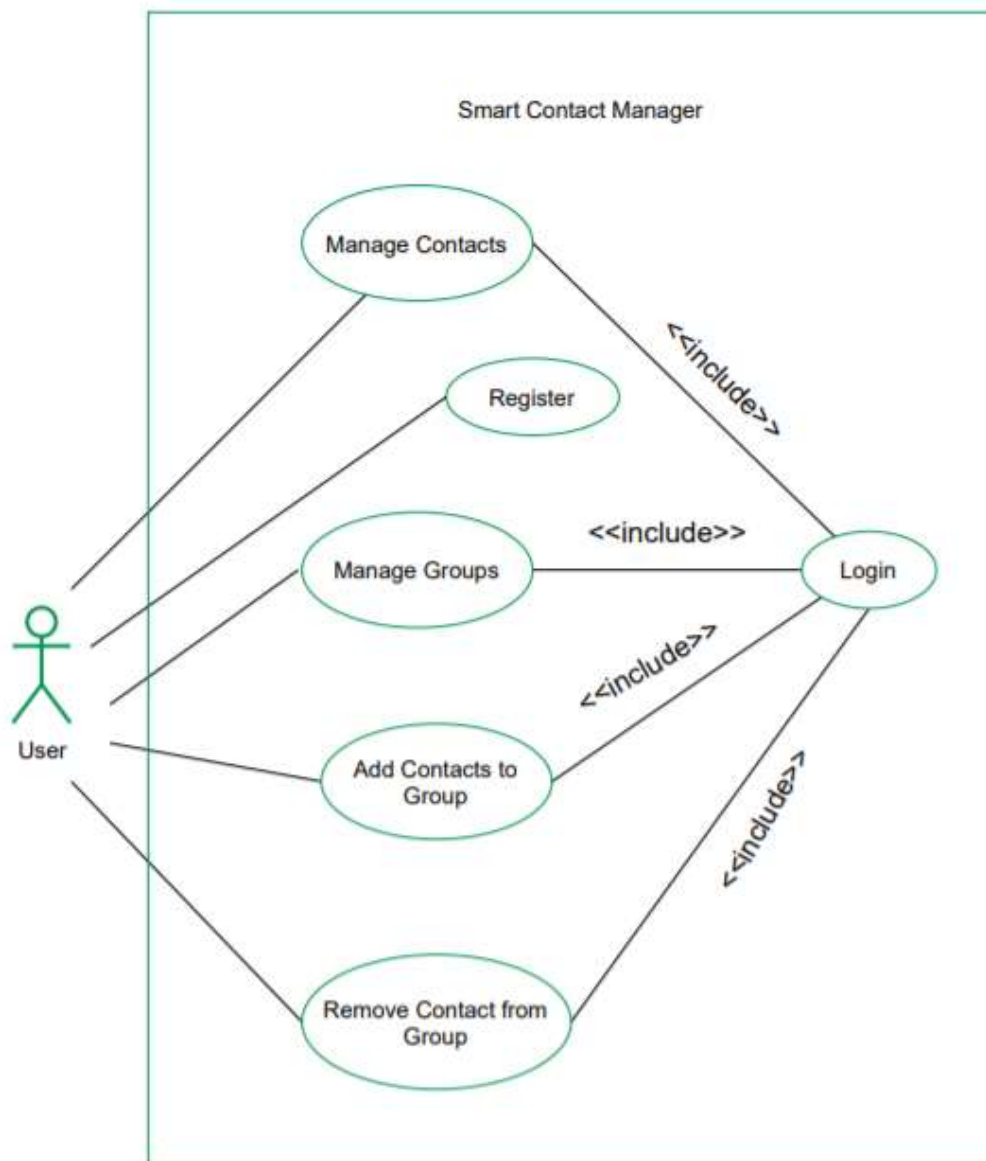 Smart Contact Manager
Manage Contacts
<<include>>
Register
Manage Groups
<<include>>
Login
<<include>>
User
Add Contacts to
Group
<<include>>
Remove Contact from
Group